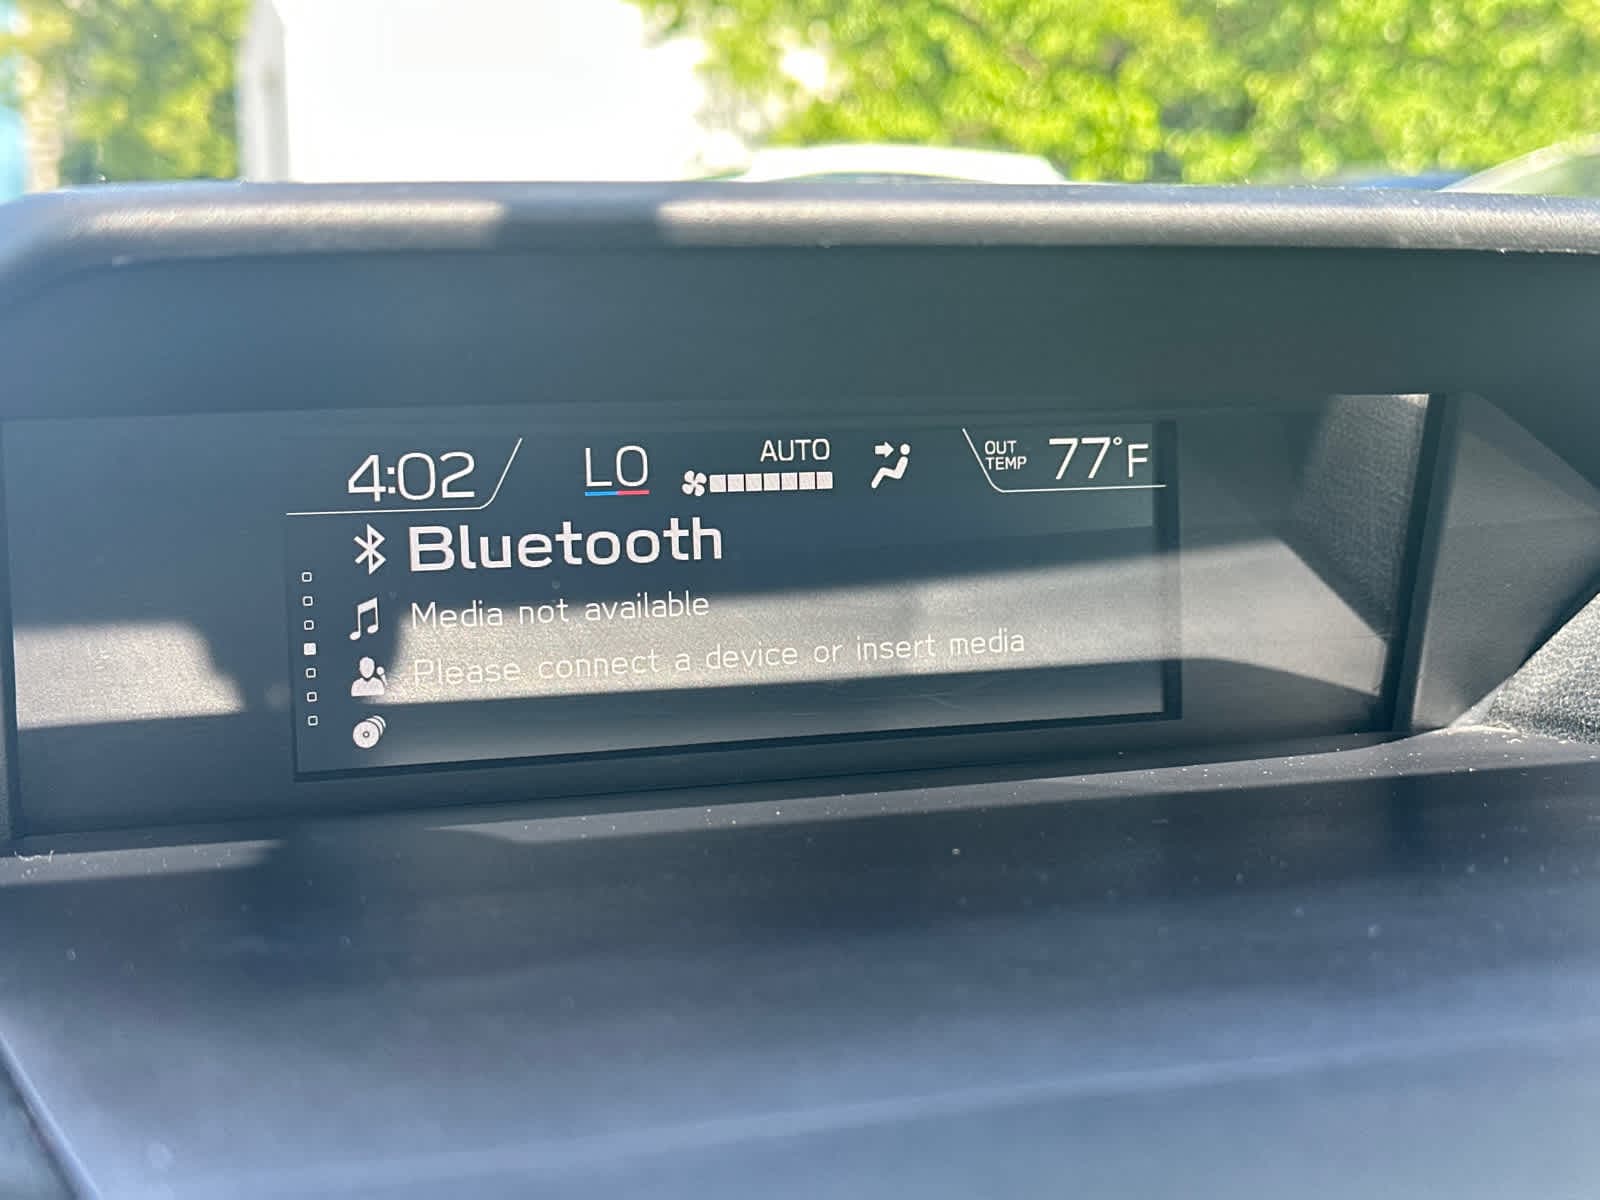 4:02
LO
AUTO
OUT
TEMP
77°F
Bluetooth
Media not available
Please connect a device or insert media